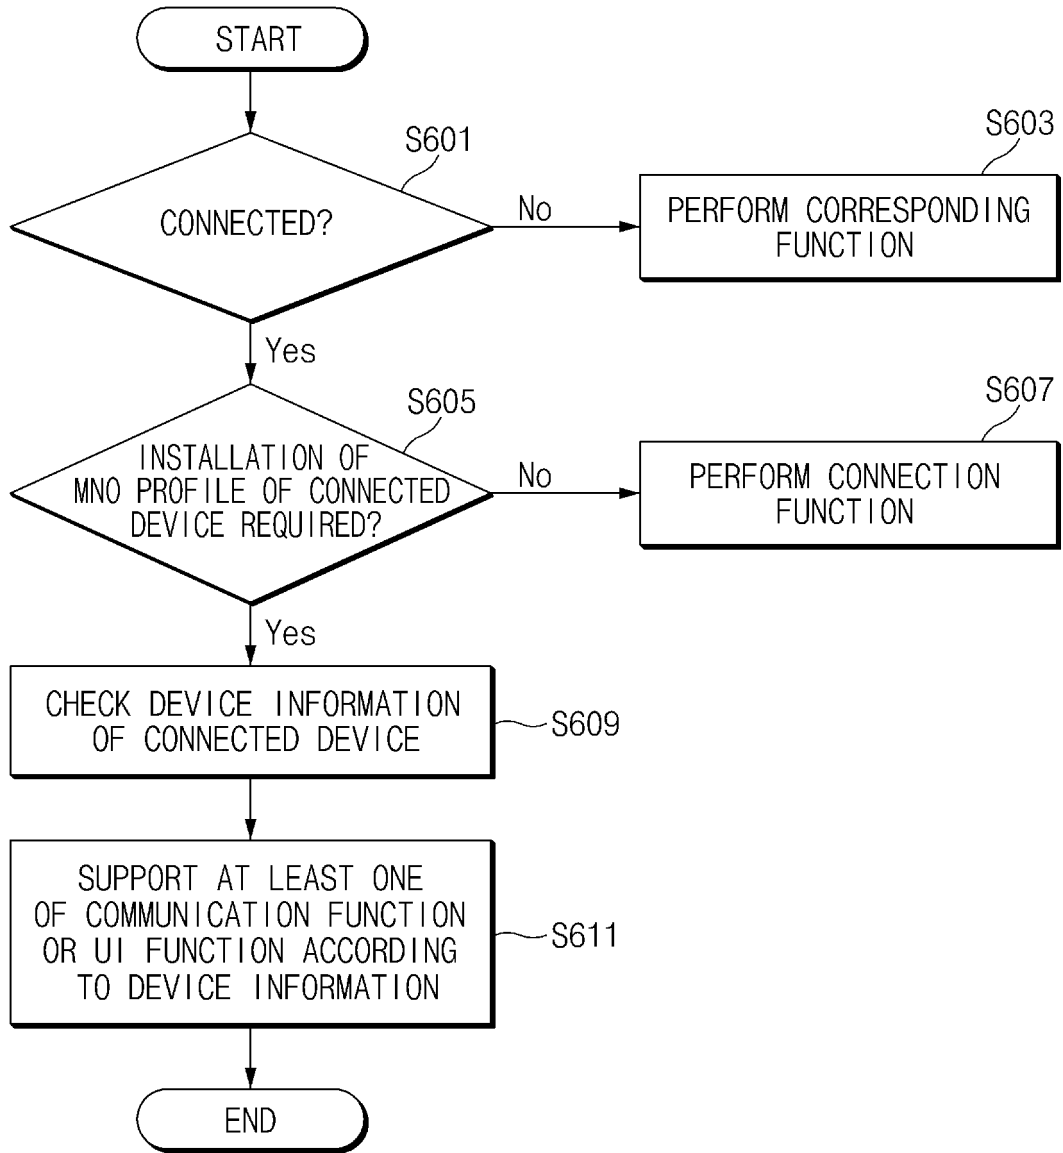 START
S601
CONNECTED?
No
S603
PERFORM CORRESPONDING
FUNCTION
Yes
S605
INSTALLATION OF
MNO PROFILE OF CONNECTED
DEVICE REQUIRED?
No
S607
PERFORM CONNECTION
FUNCTION
Yes
CHECK DEVICE INFORMATION
OF CONNECTED DEVICE
S609
SUPPORT AT LEAST ONE
OF COMMUNICATION FUNCTION
OR UI FUNCTION ACCORDING
TO DEVICE INFORMATION
S611
END